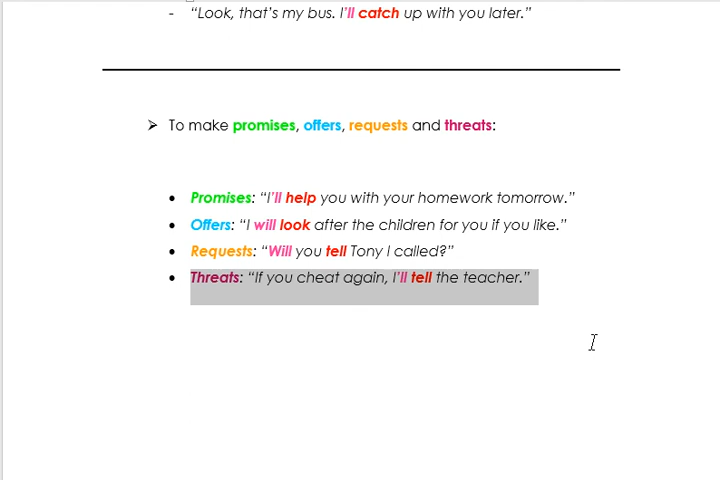 - “Look, that’s my bus. I’ll catch up with you later.”
➢ To make promises, offers, requests and threats:
• Promises: “I’ll help you with your homework tomorrow.”
• Offers: “I will look after the children for you if you like.”
• Requests: “Will you tell Tony I called?”
• Threats: “If you cheat again, I’ll tell the teacher.”